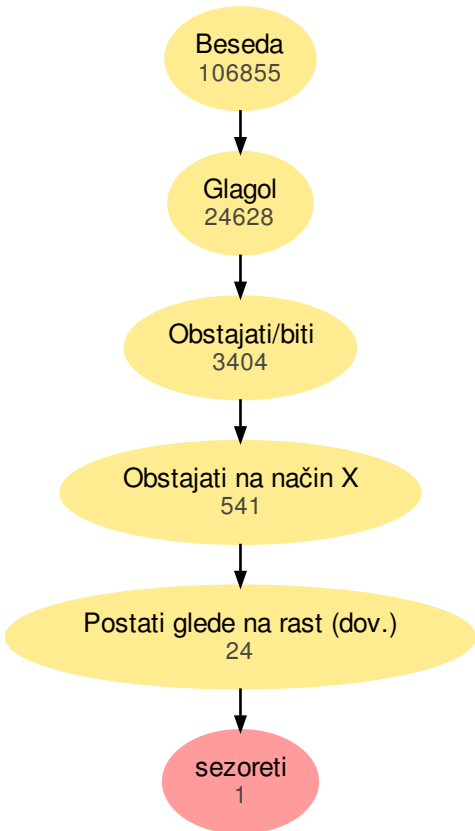 Beseda
106855
Glagol
24628
Obstajati/biti
3404
Obstajati na način X
541
Postati glede na rast (dov.)
24
sezoreti
1